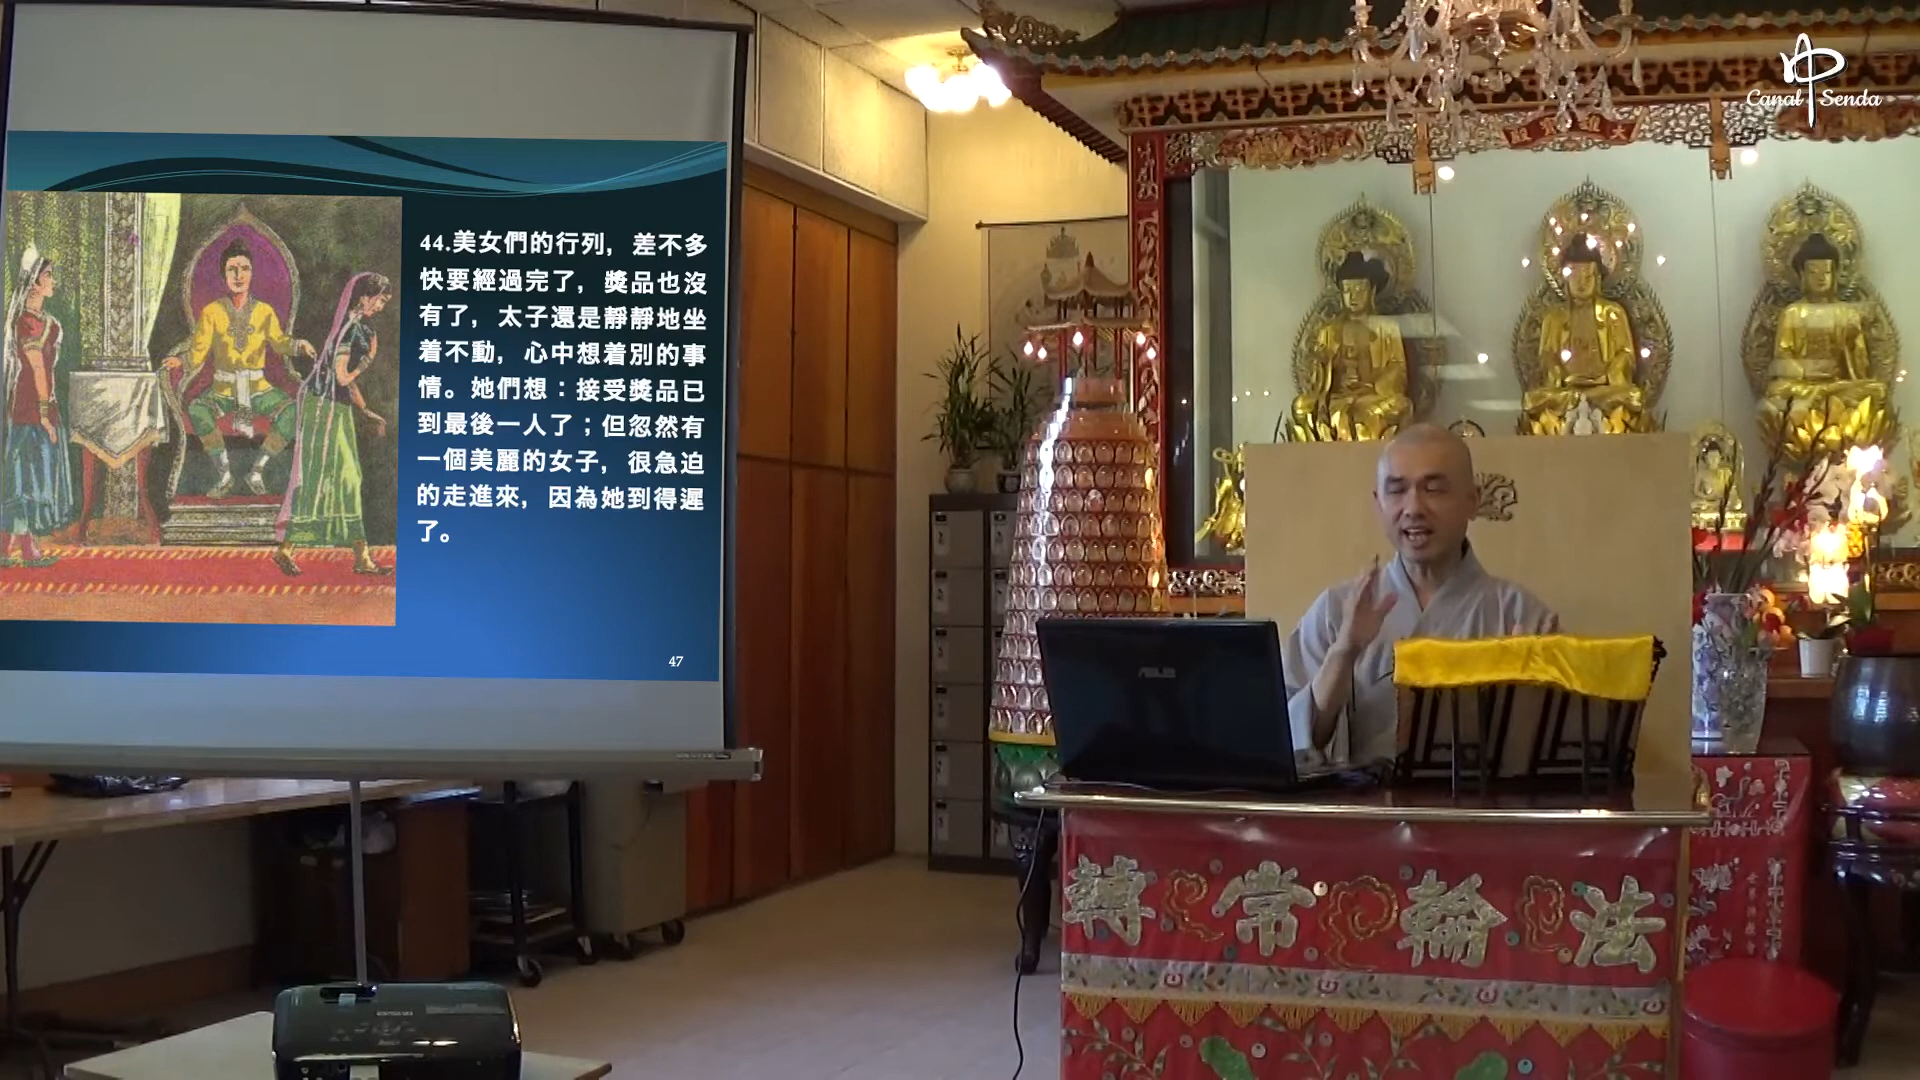 44.美女們的行列，差不多
快要經過完了，獎品也沒
有了，太子還是靜靜地坐
着不動，心中想着別的事
情。她們想：接受獎品已
到最後一人了；但忽然有
一個美麗的女子，很急迫
的走進來，因為她到得遲
了。
47
Canal Senda
ASUS
轉常輪法